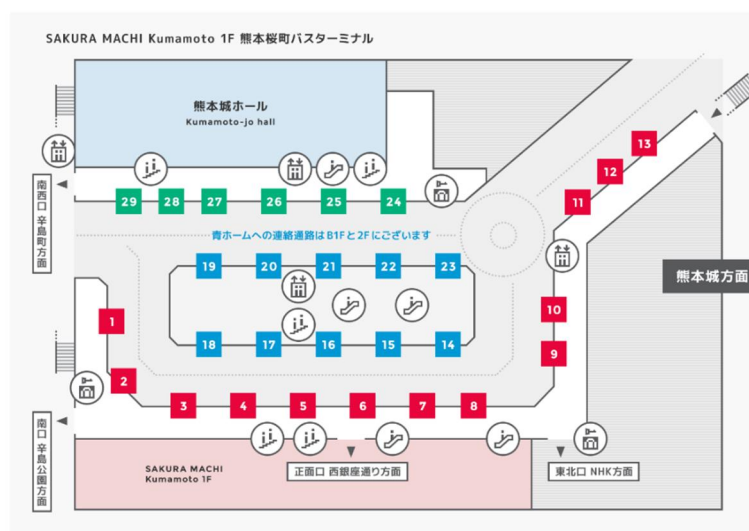 SAKURA MACHI Kumamoto 1F 熊本桜町バスターミナル
熊本城ホール
Kumamoto-jo hall
13
12
11
29 28 27 26 25 24
南西口 辛島町方面
青ホームへの連絡通路はB1Fと2Fにございます
19 20 21 22 23
熊本城方面
10
1
18 17 16 15 14
9
2
3 4 5 6 7 8
南口 辛島公園方面
SAKURA MACHI
Kumamoto 1F
正面口 西銀座通り方面
東北口 NHK方面